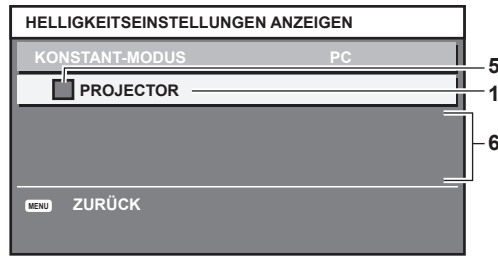 HELLIGKEITSEINSTELLUNGEN ANZEIGEN
KONSTANT-MODUS PC
5
PROJECTOR 1
6
MENU ZURÜCK